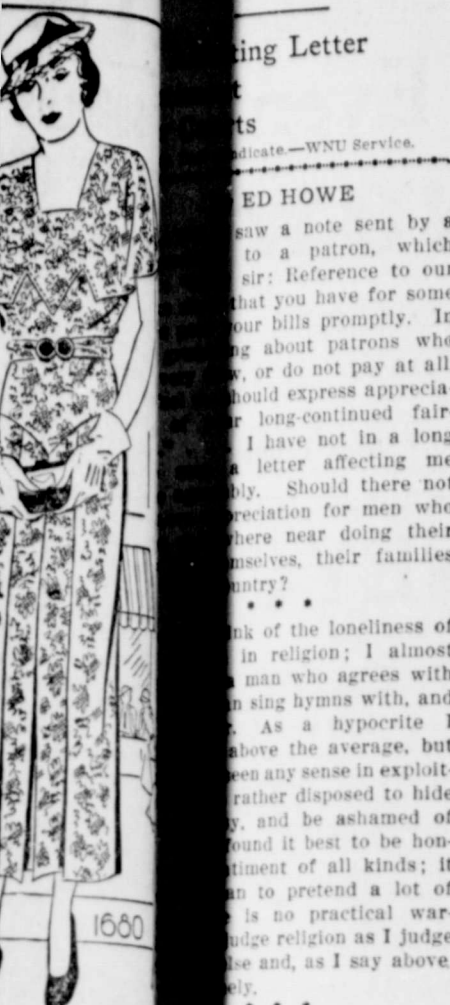 ting Letter
t
ts
dicate.—WNU Service.
ED HOWE
saw a note sent by a
to a patron, which
sir: Reference to our
that you have for some
our bills promptly. In
ng about patrons who
w, or do not pay at all
hould express apprecia-
r long-continued fair-
. I have not in a long
a letter affecting me
bly. Should there not
preciation for men who
here near doing their
mselves, their families
untry?
* * *
ink of the loneliness of
in religion; I almost
a man who agrees with
n sing hymns with, and
r. As a hypocrite I
above the average, but
een any sense in exploit-
rather disposed to hide
y, and be ashamed of
ound it best to be hon-
timent of all kinds; it
an to pretend a lot of
is no practical war-
udge religion as I judge
lse and, as I say above,
ely.
1680